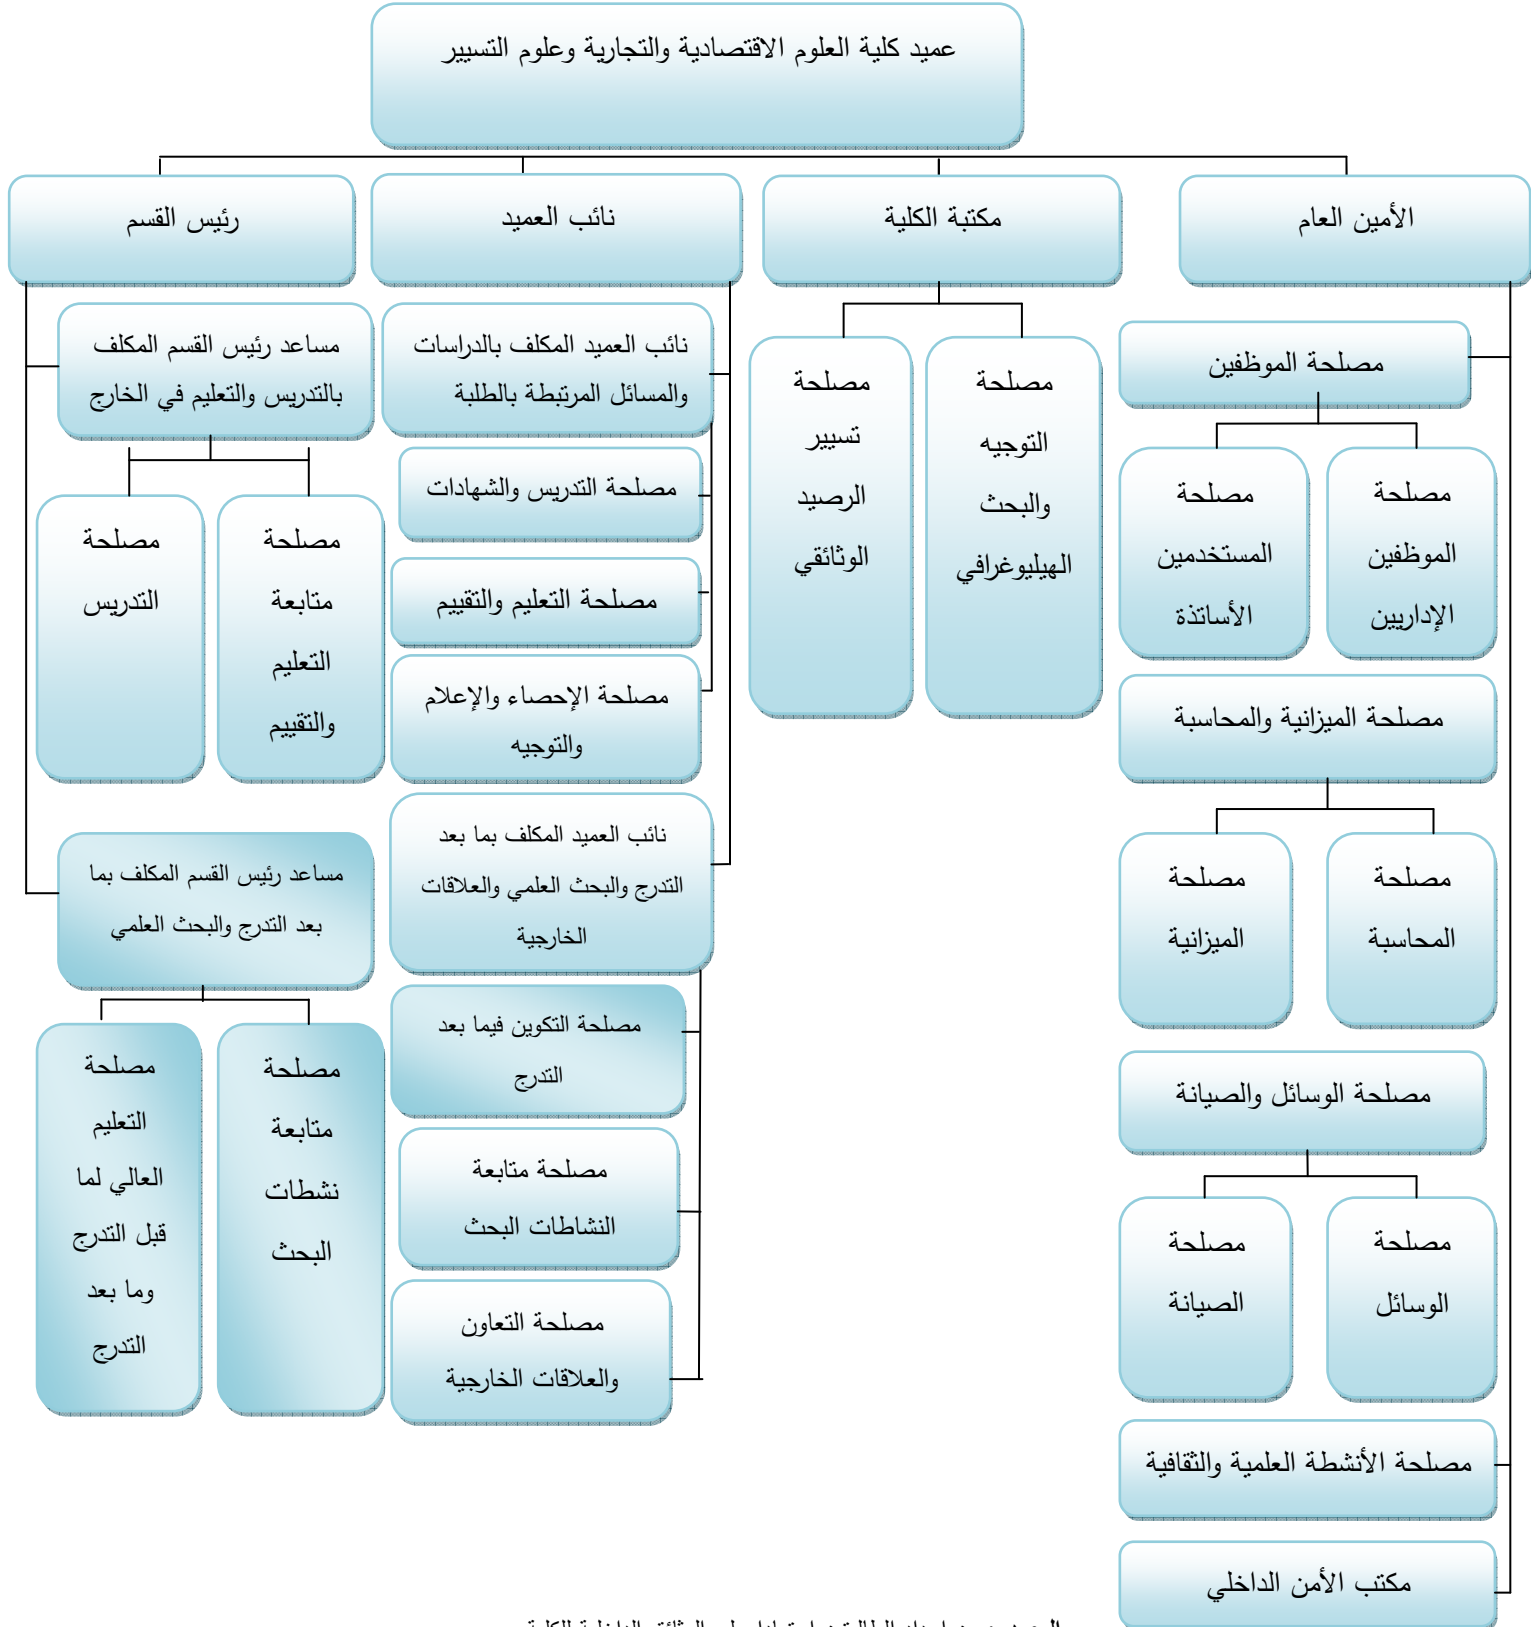 عميد كلية العلوم الاقتصادية والتجارية وعلوم التسيير
الأمين العام
مكتبة الكلية
نائب العميد
رئيس القسم
مصلحة الموظفين
مصلحة
الموظفين
الإداريين
مصلحة
المستخدمين
الأساتذة
مصلحة الميزانية والمحاسبة
مصلحة
المحاسبة
مصلحة
الميزانية
مصلحة الوسائل والصيانة
مصلحة
الوسائل
مصلحة
الصيانة
مصلحة الأنشطة العلمية والثقافية
مكتب الأمن الداخلي
مصلحة
التوجيه
والبحث
الهيليوغرافي
مصلحة
تسيير
الرصيد
الوثائقي
نائب العميد المكلف بالدراسات
والمسائل المرتبطة بالطلبة
مصلحة التدريس والشهادات
مصلحة التعليم والتقييم
مصلحة الإحصاء والإعلام
والتوجيه
نائب العميد المكلف بما بعد
التدرج والبحث العلمي والعلاقات
الخارجية
مصلحة التكوين فيما بعد
التدرج
مصلحة متابعة
النشاطات البحث
مصلحة التعاون
والعلاقات الخارجية
مساعد رئيس القسم المكلف
بالتدريس والتعليم في الخارج
مصلحة
متابعة
التعليم
والتقييم
مصلحة
التدريس
مساعد رئيس القسم المكلف بما
بعد التدرج والبحث العلمي
مصلحة
متابعة
نشطات
البحث
مصلحة
التعليم
العالي لما
قبل التدرج
وما بعد
التدرج